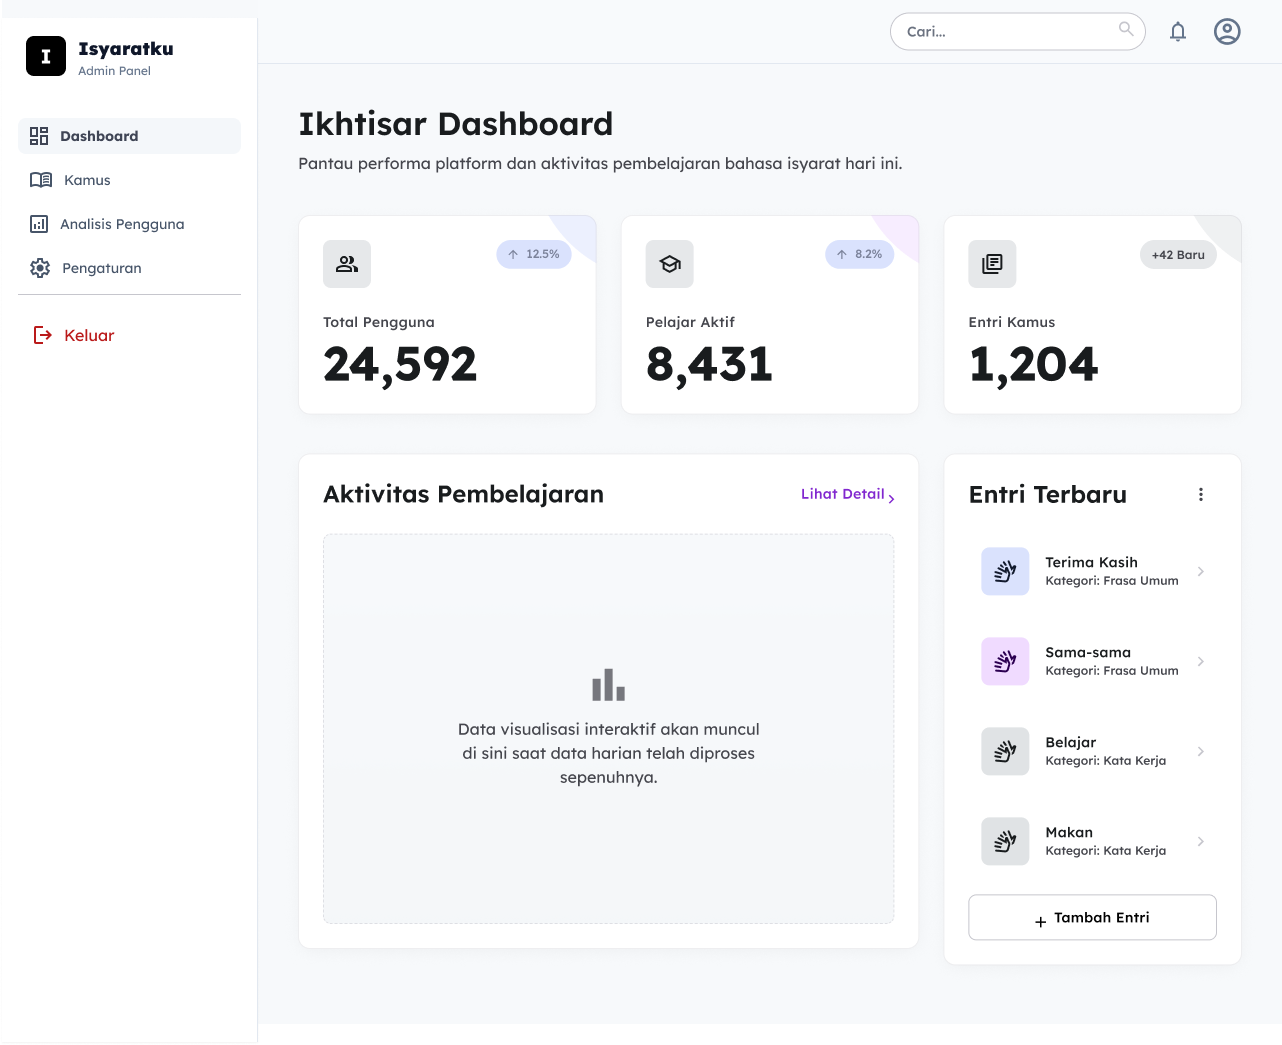 I
Isyaratku
Admin Panel
Dashboard
Kamus
Analisis Pengguna
Pengaturan
Keluar
Cari...
Ikhtisar Dashboard
Pantau performa platform dan aktivitas pembelajaran bahasa isyarat hari ini.
12.5%
Total Pengguna
24,592
8.2%
Pelajar Aktif
8,431
+42 Baru
Entri Kamus
1,204
Aktivitas Pembelajaran
Lihat Detail
Data visualisasi interaktif akan muncul
di sini saat data harian telah diproses
sepenuhnya.
Entri Terbaru
Terima Kasih
Kategori: Frasa Umum
Sama-sama
Kategori: Frasa Umum
Belajar
Kategori: Kata Kerja
Makan
Kategori: Kata Kerja
Tambah Entri